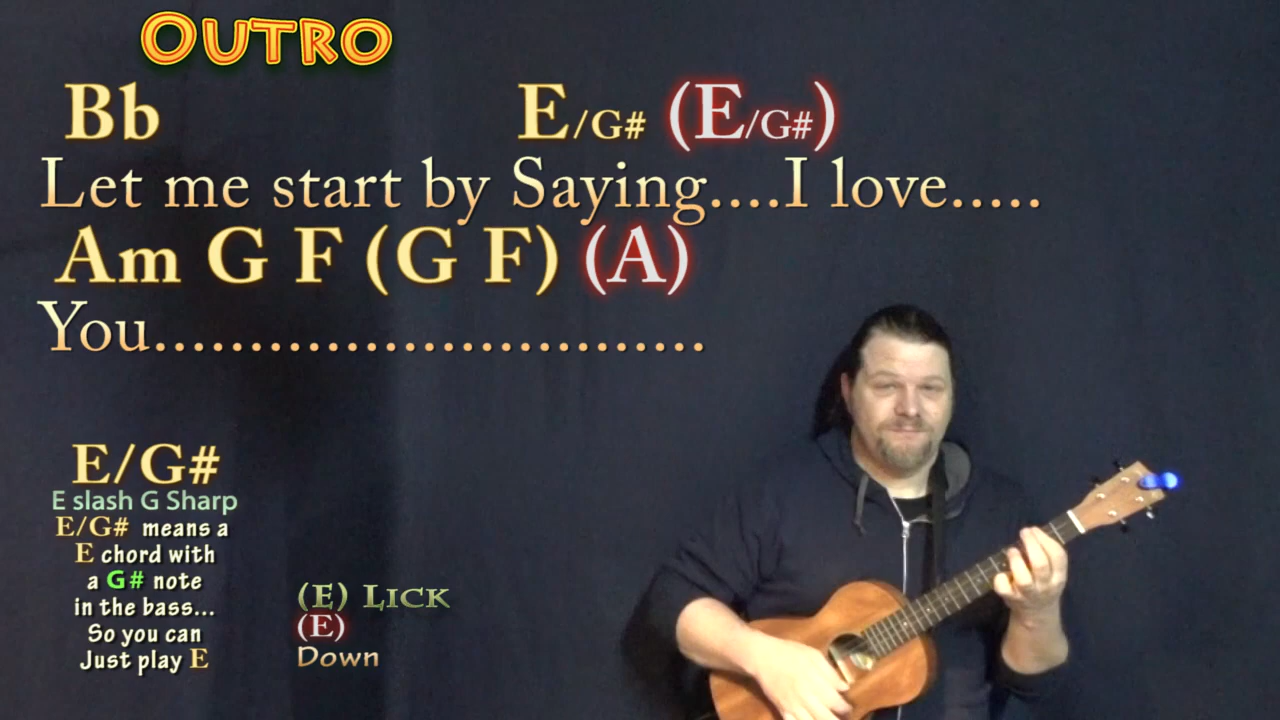 OUTRO
Bb E/G# (E/G#)
Let me start by Saying....I love.....
Am G F (G F) (A)
You............................
E/G#
E slash G Sharp
E/G# means a
E chord with
a G# note
in the bass...
So you can
Just play E
(E) LICK
(E)
Down